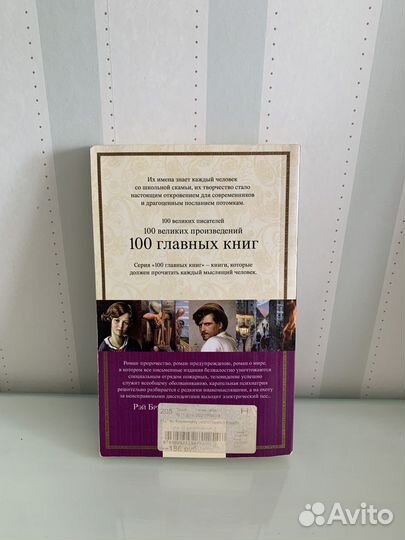 Их имена знает каждый человек
со школьной скамьи, их творчество стало
настоящим откровением для современников
и драгоценным посланием потомкам.
100 великих писателей
100 великих произведений
100 главных книг
Серия «100 главных книг» – книги, которые
должен прочитать каждый мыслящий человек.
Роман-пророчество, роман-предупреждение, роман о мире,
в котором все письменные издания безжалостно уничтожаются
специальным отрядом пожарных, телевидение успешно
служит всеобщему оболваниванию, карательная психиатрия
решительно разбирается с редкими инакомыслящими, а на охоту
за неисправимыми диссидентами выходит электрический пес...
Рэй Бр
205
186 руб
Avito